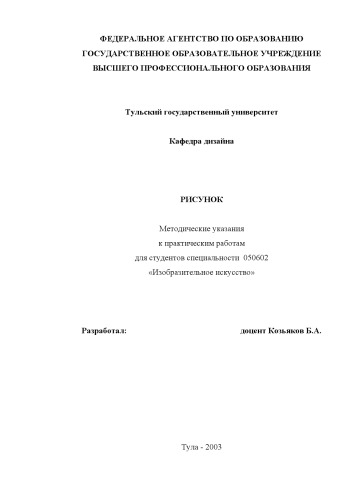 ФЕДЕРАЛЬНОЕ АГЕНТСТВО ПО ОБРАЗОВАНИЮ
ГОСУДАРСТВЕННОЕ ОБРАЗОВАТЕЛЬНОЕ УЧРЕЖДЕНИЕ
ВЫСШЕГО ПРОФЕССИОНАЛЬНОГО ОБРАЗОВАНИЯ
Тульский государственный университет
Кафедра дизайна
РИСУНОК
Методические указания
к практическим работам
для студентов специальности 050602
«Изобразительное искусство»
Разработал: доцент Козьяков Б.А.
Тула - 2003